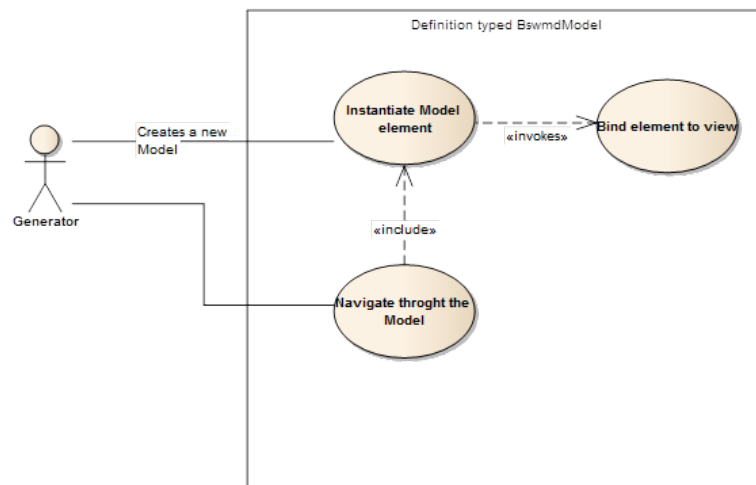 Definition typed BswmdModel
Instantiate Model
element
Bind element to view
Creates a new
Model
«invokes»
Generator
«include»
Navigate throght the
Model